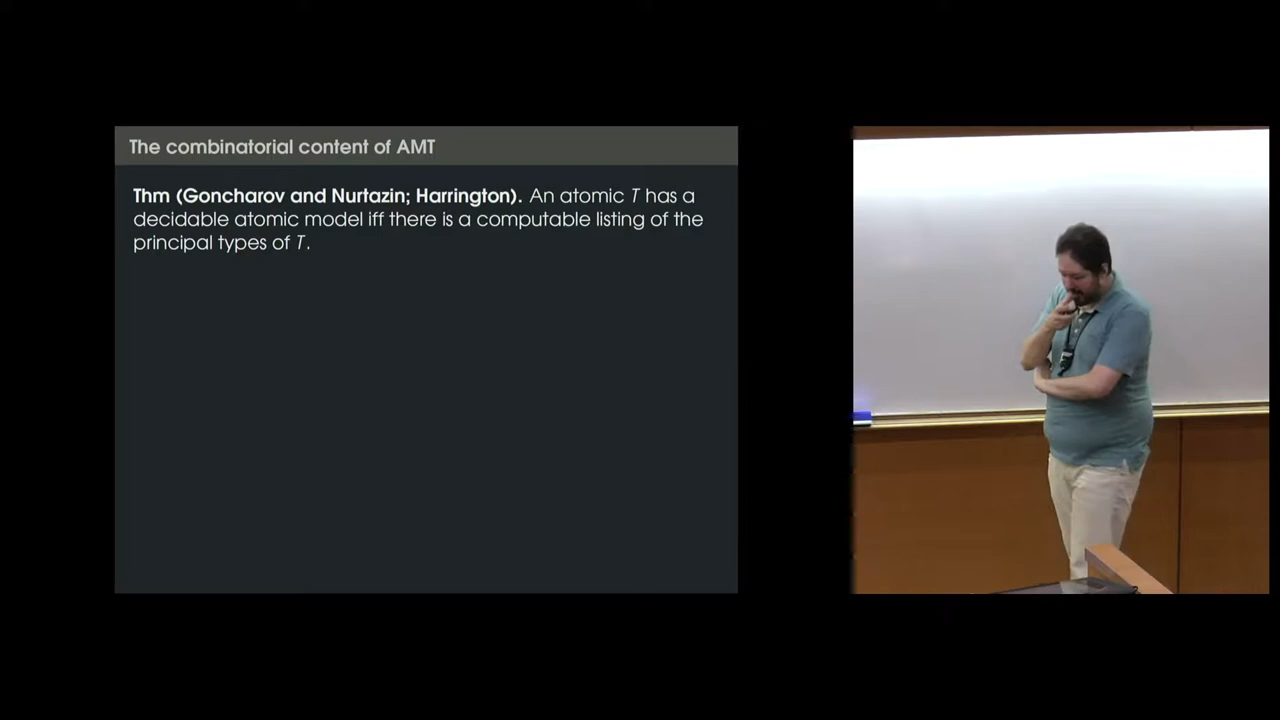 The combinatorial content of AMT
Thm (Goncharov and Nurtazin; Harrington). An atomic T has a
decidable atomic model iff there is a computable listing of the
principal types of T.